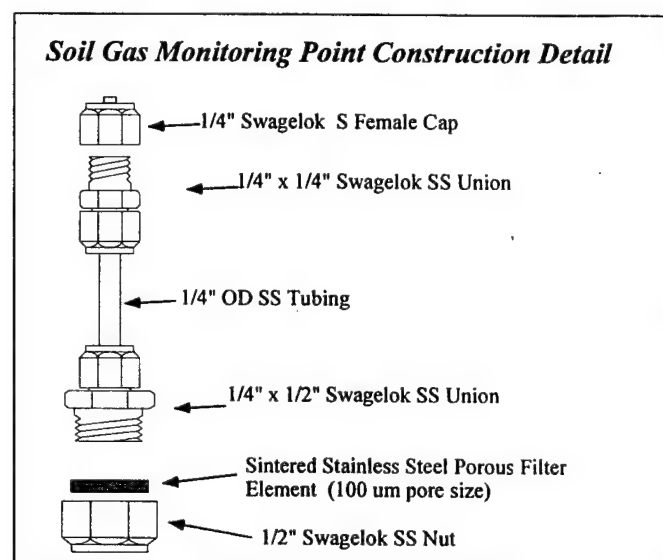 Soil Gas Monitoring Point Construction Detail
1/4" Swagelok S Female Cap
1/4" x 1/4" Swagelok SS Union
1/4" OD SS Tubing
1/4" x 1/2" Swagelok SS Union
Sintered Stainless Steel Porous Filter
Element (100 um pore size)
1/2" Swagelok SS Nut